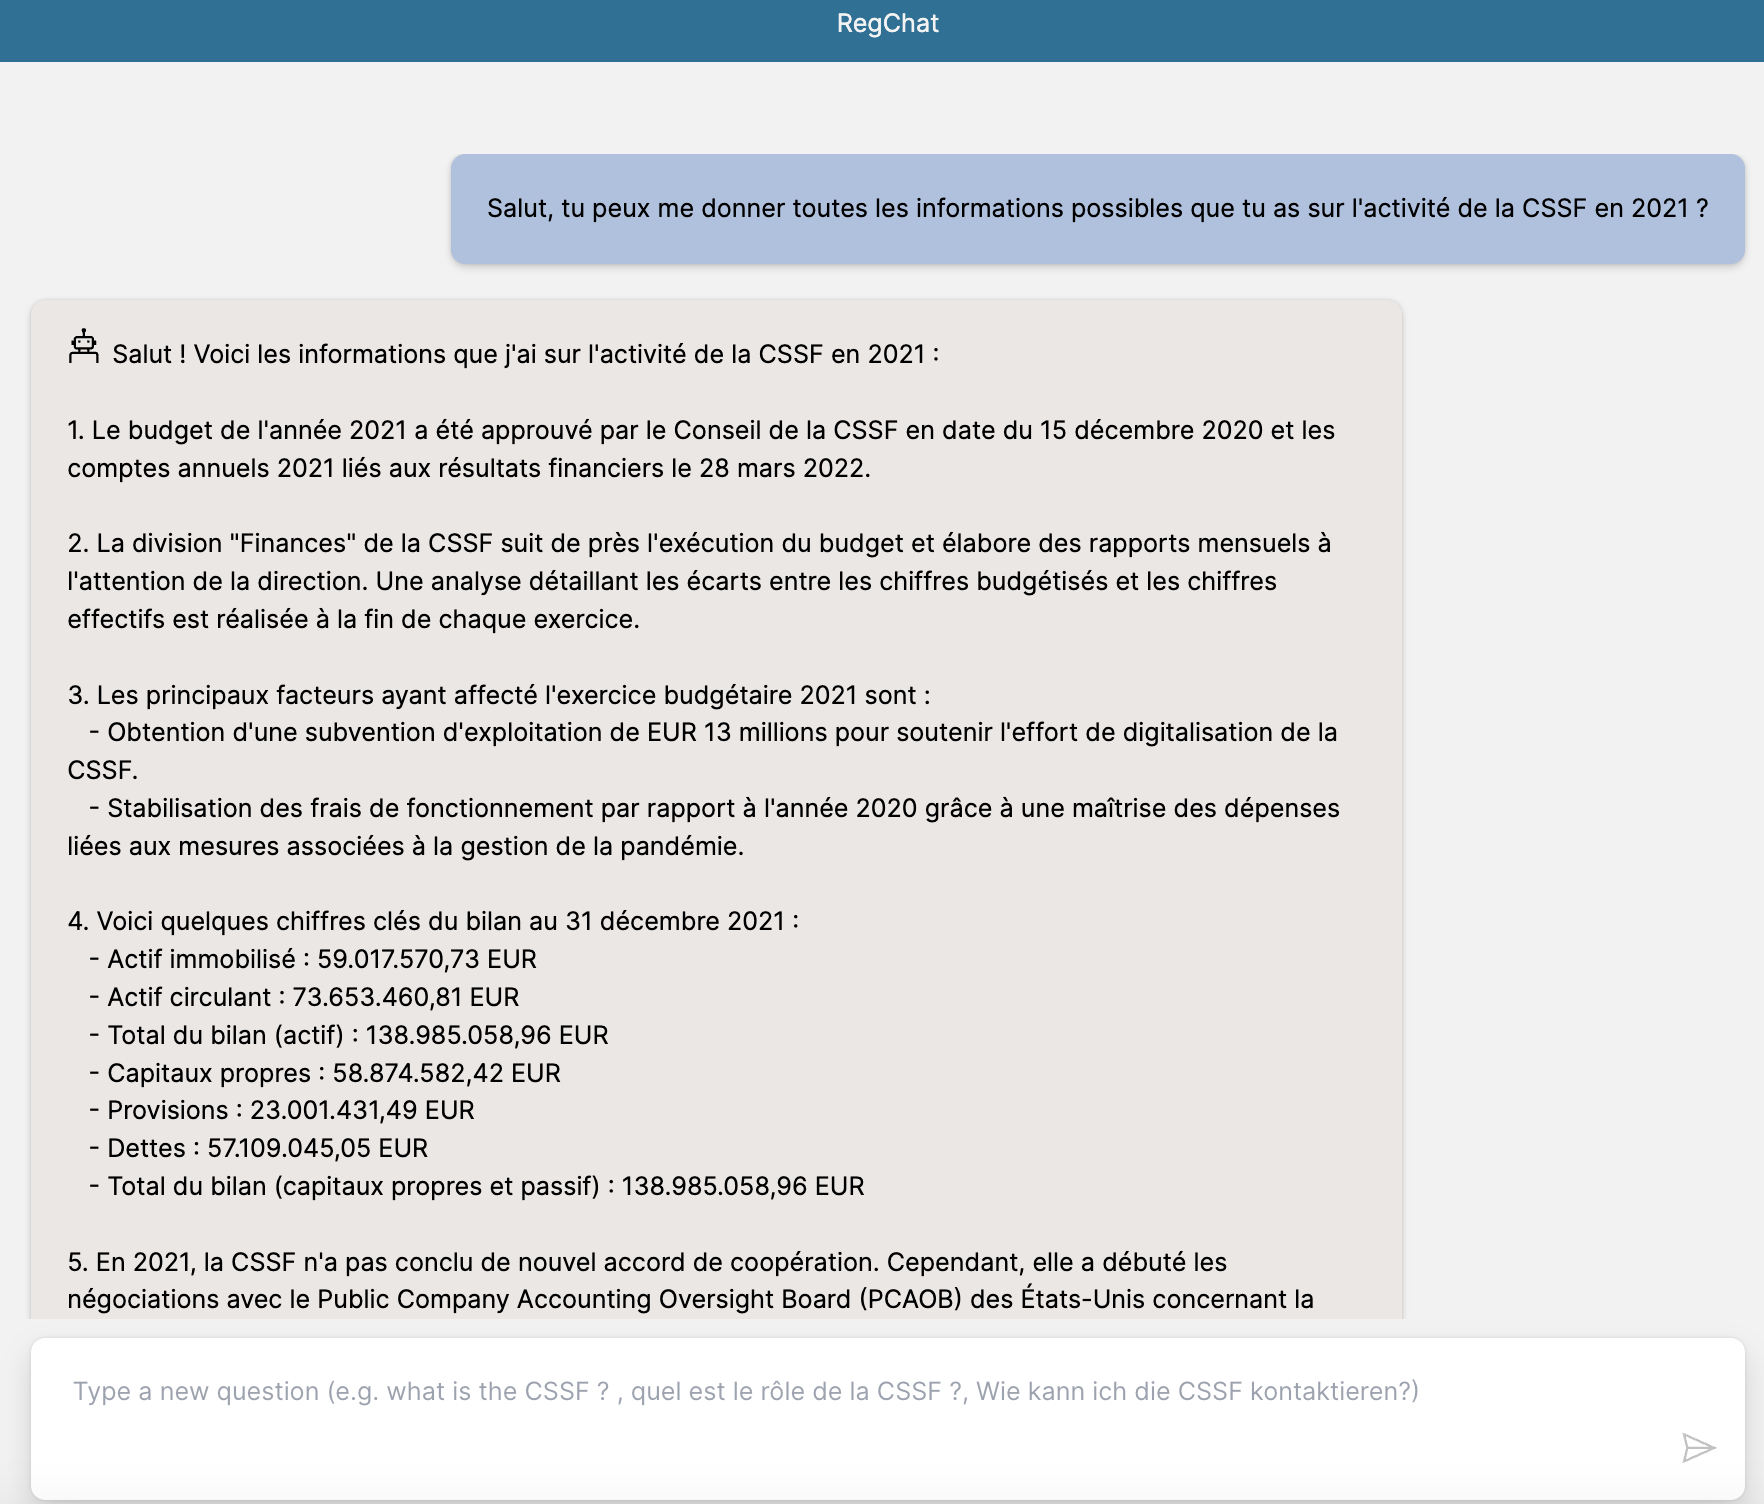 RegChat
Salut, tu peux me donner toutes les informations possibles que tu as sur l'activité de la CSSF en 2021 ?
Salut ! Voici les informations que j'ai sur l'activité de la CSSF en 2021 :
1. Le budget de l'année 2021 a été approuvé par le Conseil de la CSSF en date du 15 décembre 2020 et les
comptes annuels 2021 liés aux résultats financiers le 28 mars 2022.
2. La division "Finances" de la CSSF suit de près l'exécution du budget et élabore des rapports mensuels à
l'attention de la direction. Une analyse détaillant les écarts entre les chiffres budgétisés et les chiffres
effectifs est réalisée à la fin de chaque exercice.
3. Les principaux facteurs ayant affecté l'exercice budgétaire 2021 sont :
- Obtention d'une subvention d'exploitation de EUR 13 millions pour soutenir l'effort de digitalisation de la
CSSF.
- Stabilisation des frais de fonctionnement par rapport à l'année 2020 grâce à une maîtrise des dépenses
liées aux mesures associées à la gestion de la pandémie.
4. Voici quelques chiffres clés du bilan au 31 décembre 2021 :
- Actif immobilisé : 59.017.570,73 EUR
- Actif circulant : 73.653.460,81 EUR
- Total du bilan (actif) : 138.985.058,96 EUR
- Capitaux propres : 58.874.582,42 EUR
- Provisions : 23.001.431,49 EUR
- Dettes : 57.109.045,05 EUR
- Total du bilan (capitaux propres et passif) : 138.985.058,96 EUR
5. En 2021, la CSSF n'a pas conclu de nouvel accord de coopération. Cependant, elle a débuté les
négociations avec le Public Company Accounting Oversight Board (PCAOB) des États-Unis concernant la
Type a new question (e.g. what is the CSSF ? , quel est le rôle de la CSSF ?, Wie kann ich die CSSF kontaktieren?)